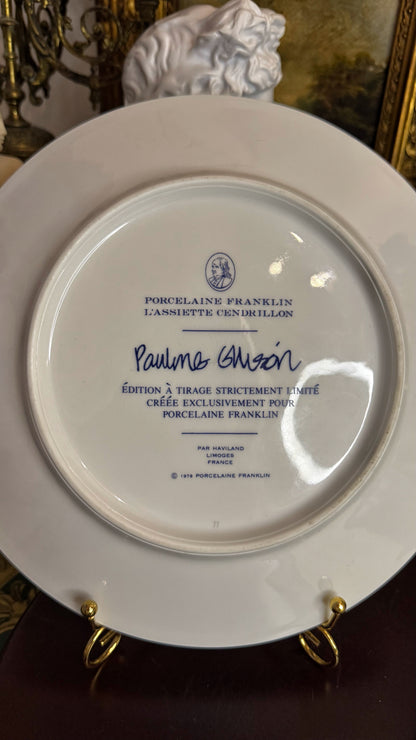 PORCELAINE FRANKLIN
L'ASSIETTE CENDRILLON
Pauline Ellison
ÉDITION À TIRAGE STRICTEMENT LIMITÉ
CRÉÉE EXCLUSIVEMENT POUR
PORCELAINE FRANKLIN
PAR HAVILAND
LIMOGES
FRANCE
© 1979 PORCELAINE FRANKLIN